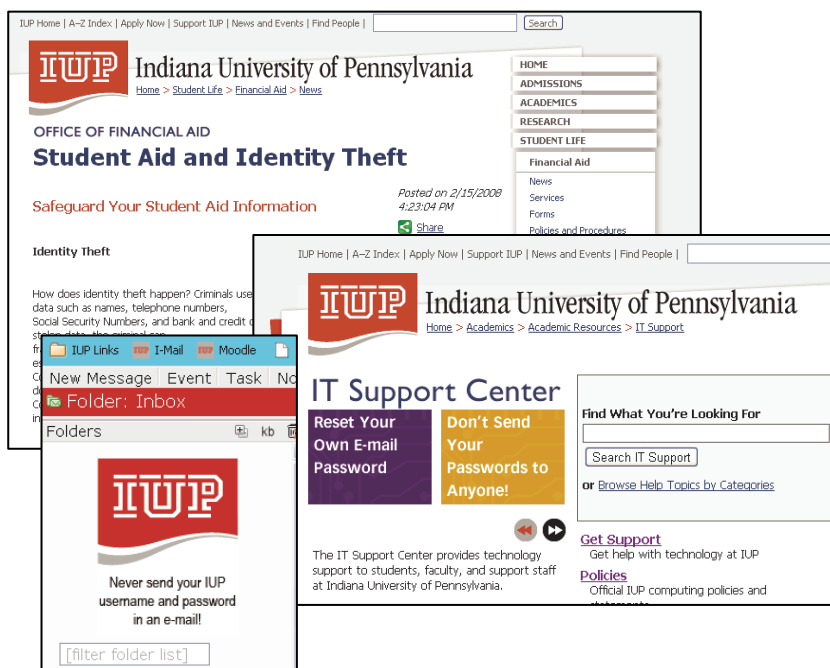 IUP Home | A–Z Index | Apply Now | Support IUP | News and Events | Find People |
Search
IUP
Indiana University of Pennsylvania
Home > Student Life > Financial Aid > News
HOME
ADMISSIONS
ACADEMICS
RESEARCH
STUDENT LIFE
Financial Aid
News
Services
Forms
Policies and Procedures
OFFICE OF FINANCIAL AID
Student Aid and Identity Theft
Safeguard Your Student Aid Information
Posted on 2/15/2008
4:23:04 PM
Share
Identity Theft
How does identity theft happen? Criminals use
data such as names, telephone numbers,
Social Security Numbers, and bank and credit
IUP Home | A–Z Index | Apply Now | Support IUP | News and Events | Find People |
IUP
Indiana University of Pennsylvania
Home > Academics > Academic Resources > IT Support
IT Support Center
Reset Your
Own E-mail
Password
Don't Send
Your
Passwords to
Anyone!
The IT Support Center provides technology
support to students, faculty, and support staff
at Indiana University of Pennsylvania.
Find What You're Looking For
Search IT Support
or Browse Help Topics by Categories
Get Support
Get help with technology at IUP
Policies
Official IUP computing policies and
IUP Links IUP I-Mail IUP Moodle
New Message Event Task No
Folder: Inbox
Folders kb
IUP
Never send your IUP
username and password
in an e-mail!
[filter folder list]